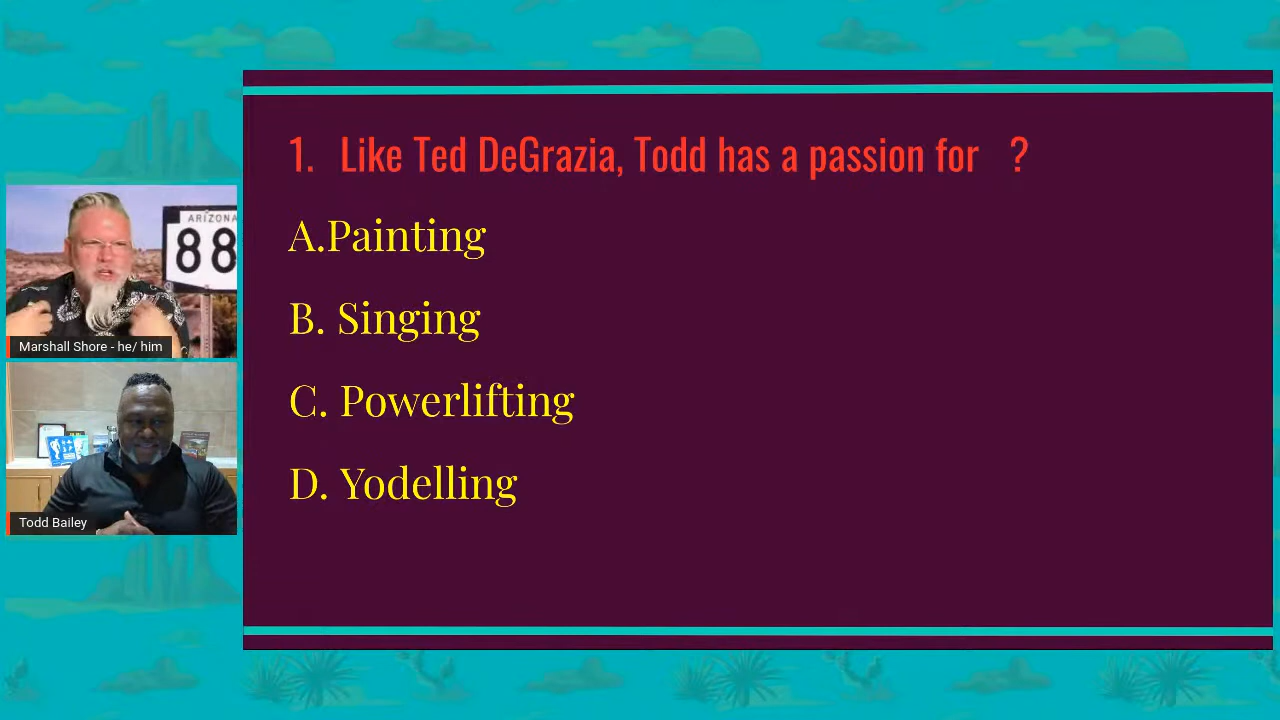 1. Like Ted DeGrazia, Todd has a passion for ?
A.Painting
B. Singing
C. Powerlifting
D. Yodelling
ARIZONA
88
Marshall Shore - he/ him
Todd Bailey